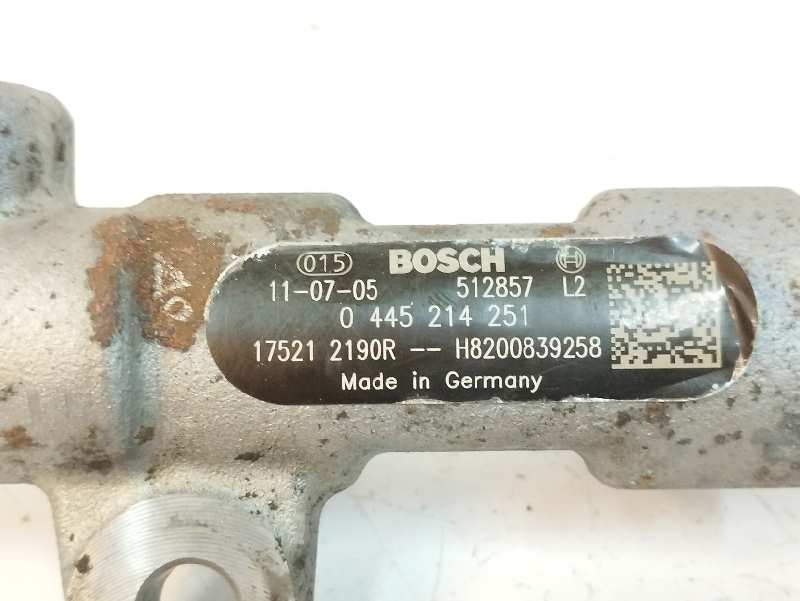 015 BOSCH
11-07-05 512857 L2
0 445 214 251
17521 2190R -- H8200839258
Made in Germany